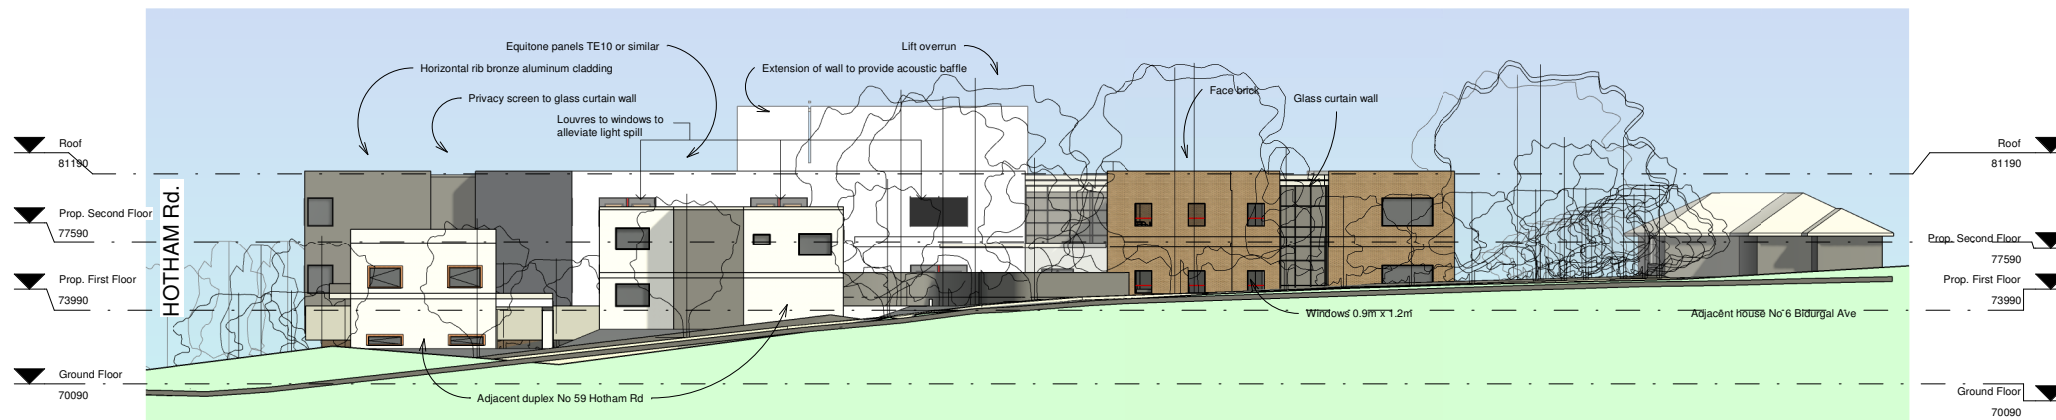 Equitone panels TE10 or similar
Lift overrun
Horizontal rib bronze aluminum cladding
Extension of wall to provide acoustic baffle
Privacy screen to glass curtain wall
Face brick
Glass curtain wall
Louvres to windows to
alleviate light spill
Roof
81190
Roof
81190
HOTHAM Rd.
Prop. Second Floor
77590
Prop. Second Floor
77590
Prop. First Floor
73990
Prop. First Floor
73990
Windows 0.9m x 1.2m
Adjacent house No 6 Bidurgal Ave
Ground Floor
70090
Ground Floor
70090
Adjacent duplex No 59 Hotham Rd